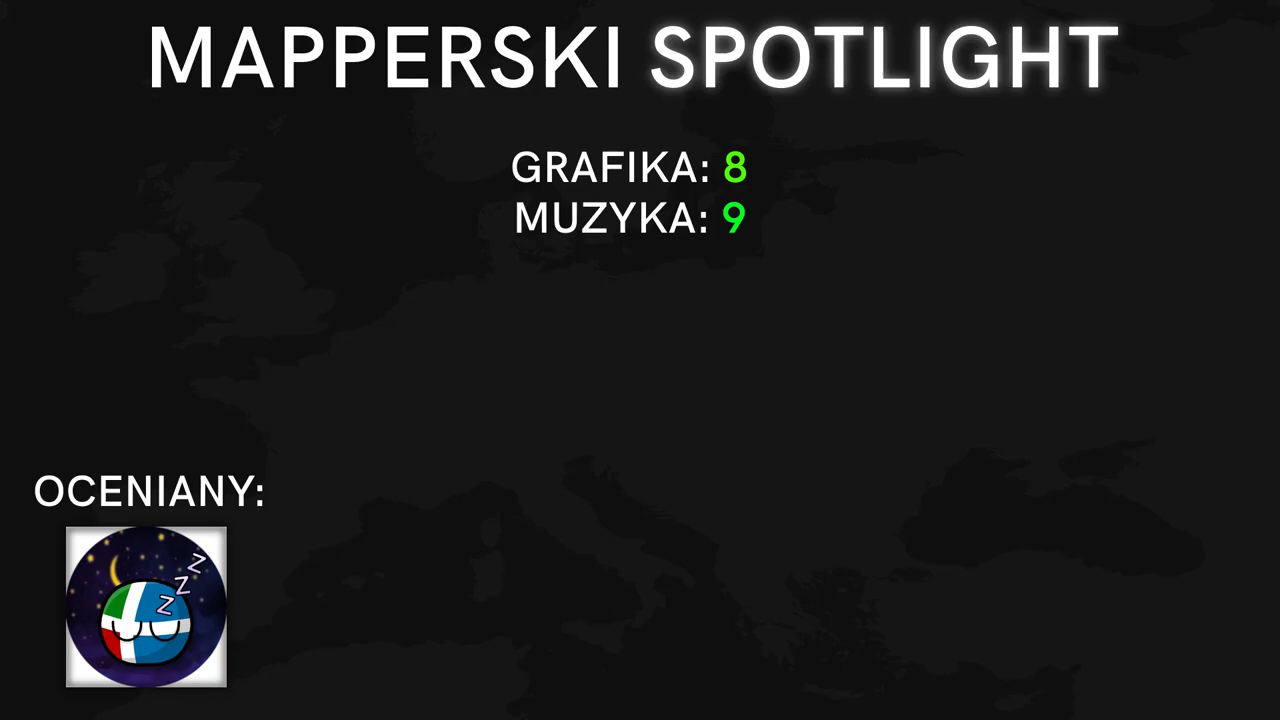 MAPPERSKI SPOTLIGHT
GRAFIKA: 8
MUZYKA: 9
OCENIANY:
Z
Z
Z